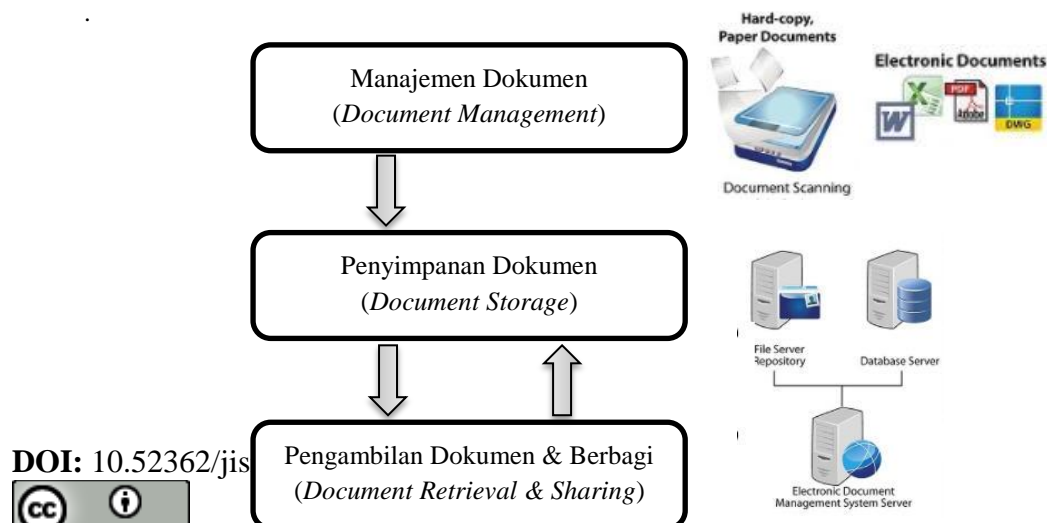 Hard-copy,
Paper Documents
Manajemen Dokumen
(Document Management)
Electronic Documents
W
X
PDF
Adobe
DWG
Document Scanning
Penyimpanan Dokumen
(Document Storage)
File Server
Repository
Database Server
DOI: 10.52362/jis
Pengambilan Dokumen & Berbagi
(Document Retrieval & Sharing)
Electronic Document
Management System Server
cc